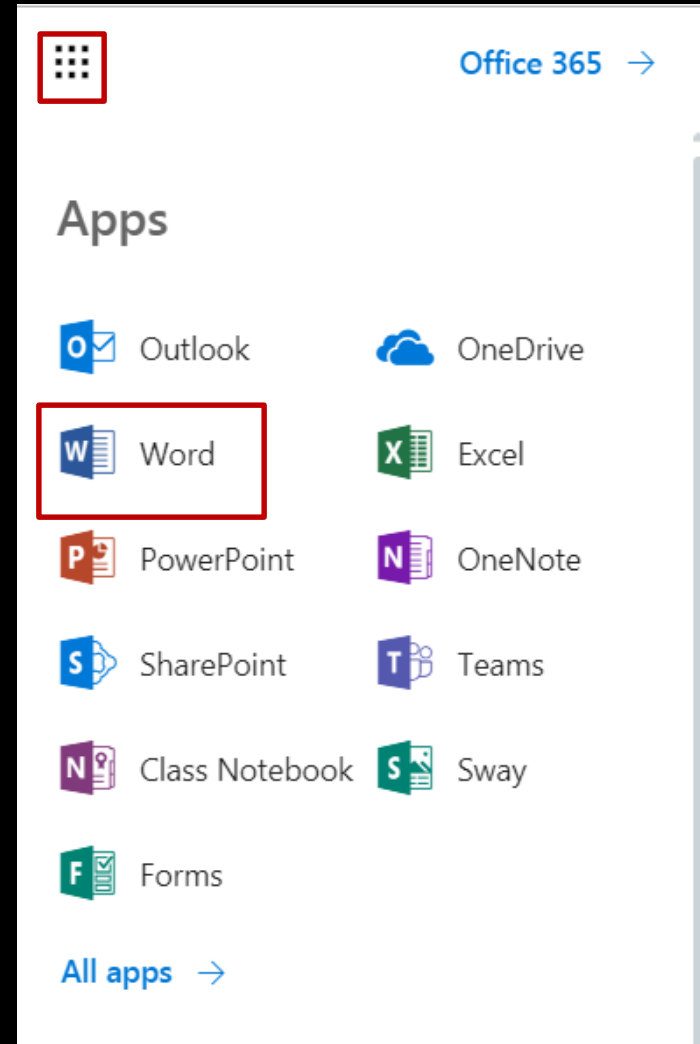 Office 365 →
Apps
Outlook OneDrive
Word Excel
PowerPoint OneNote
SharePoint Teams
Class Notebook Sway
Forms
All apps →